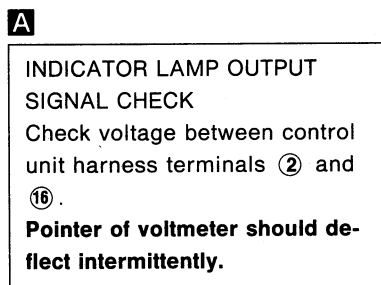 A
INDICATOR LAMP OUTPUT
SIGNAL CHECK
Check voltage between control
unit harness terminals ② and
⑯.
Pointer of voltmeter should de-
flect intermittently.